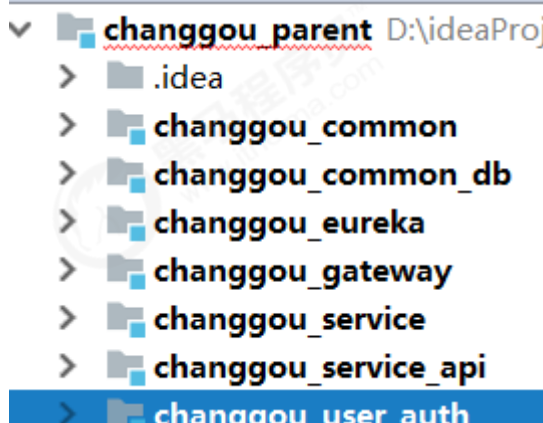 changgou_parent D:\ideaProj
.idea
changgou_common
changgou_common_db
changgou_eureka
changgou_gateway
changgou_service
changgou_service_api
changgou_user_auth